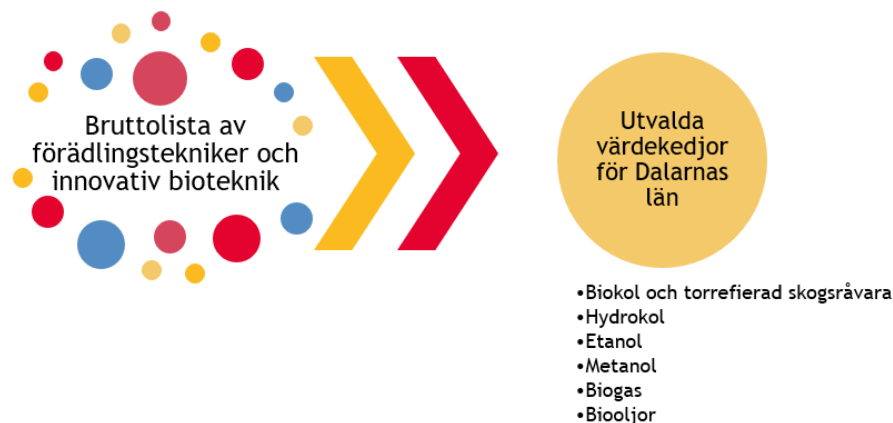 Bruttolista av
förädlingstekniker och
innovativ bioteknik
Utvalda
värdekedjor
för Dalarnas
län
•Biokol och torrefierad skogsråvara
•Hydrokol
•Etanol
•Metanol
•Biogas
•Biooljor